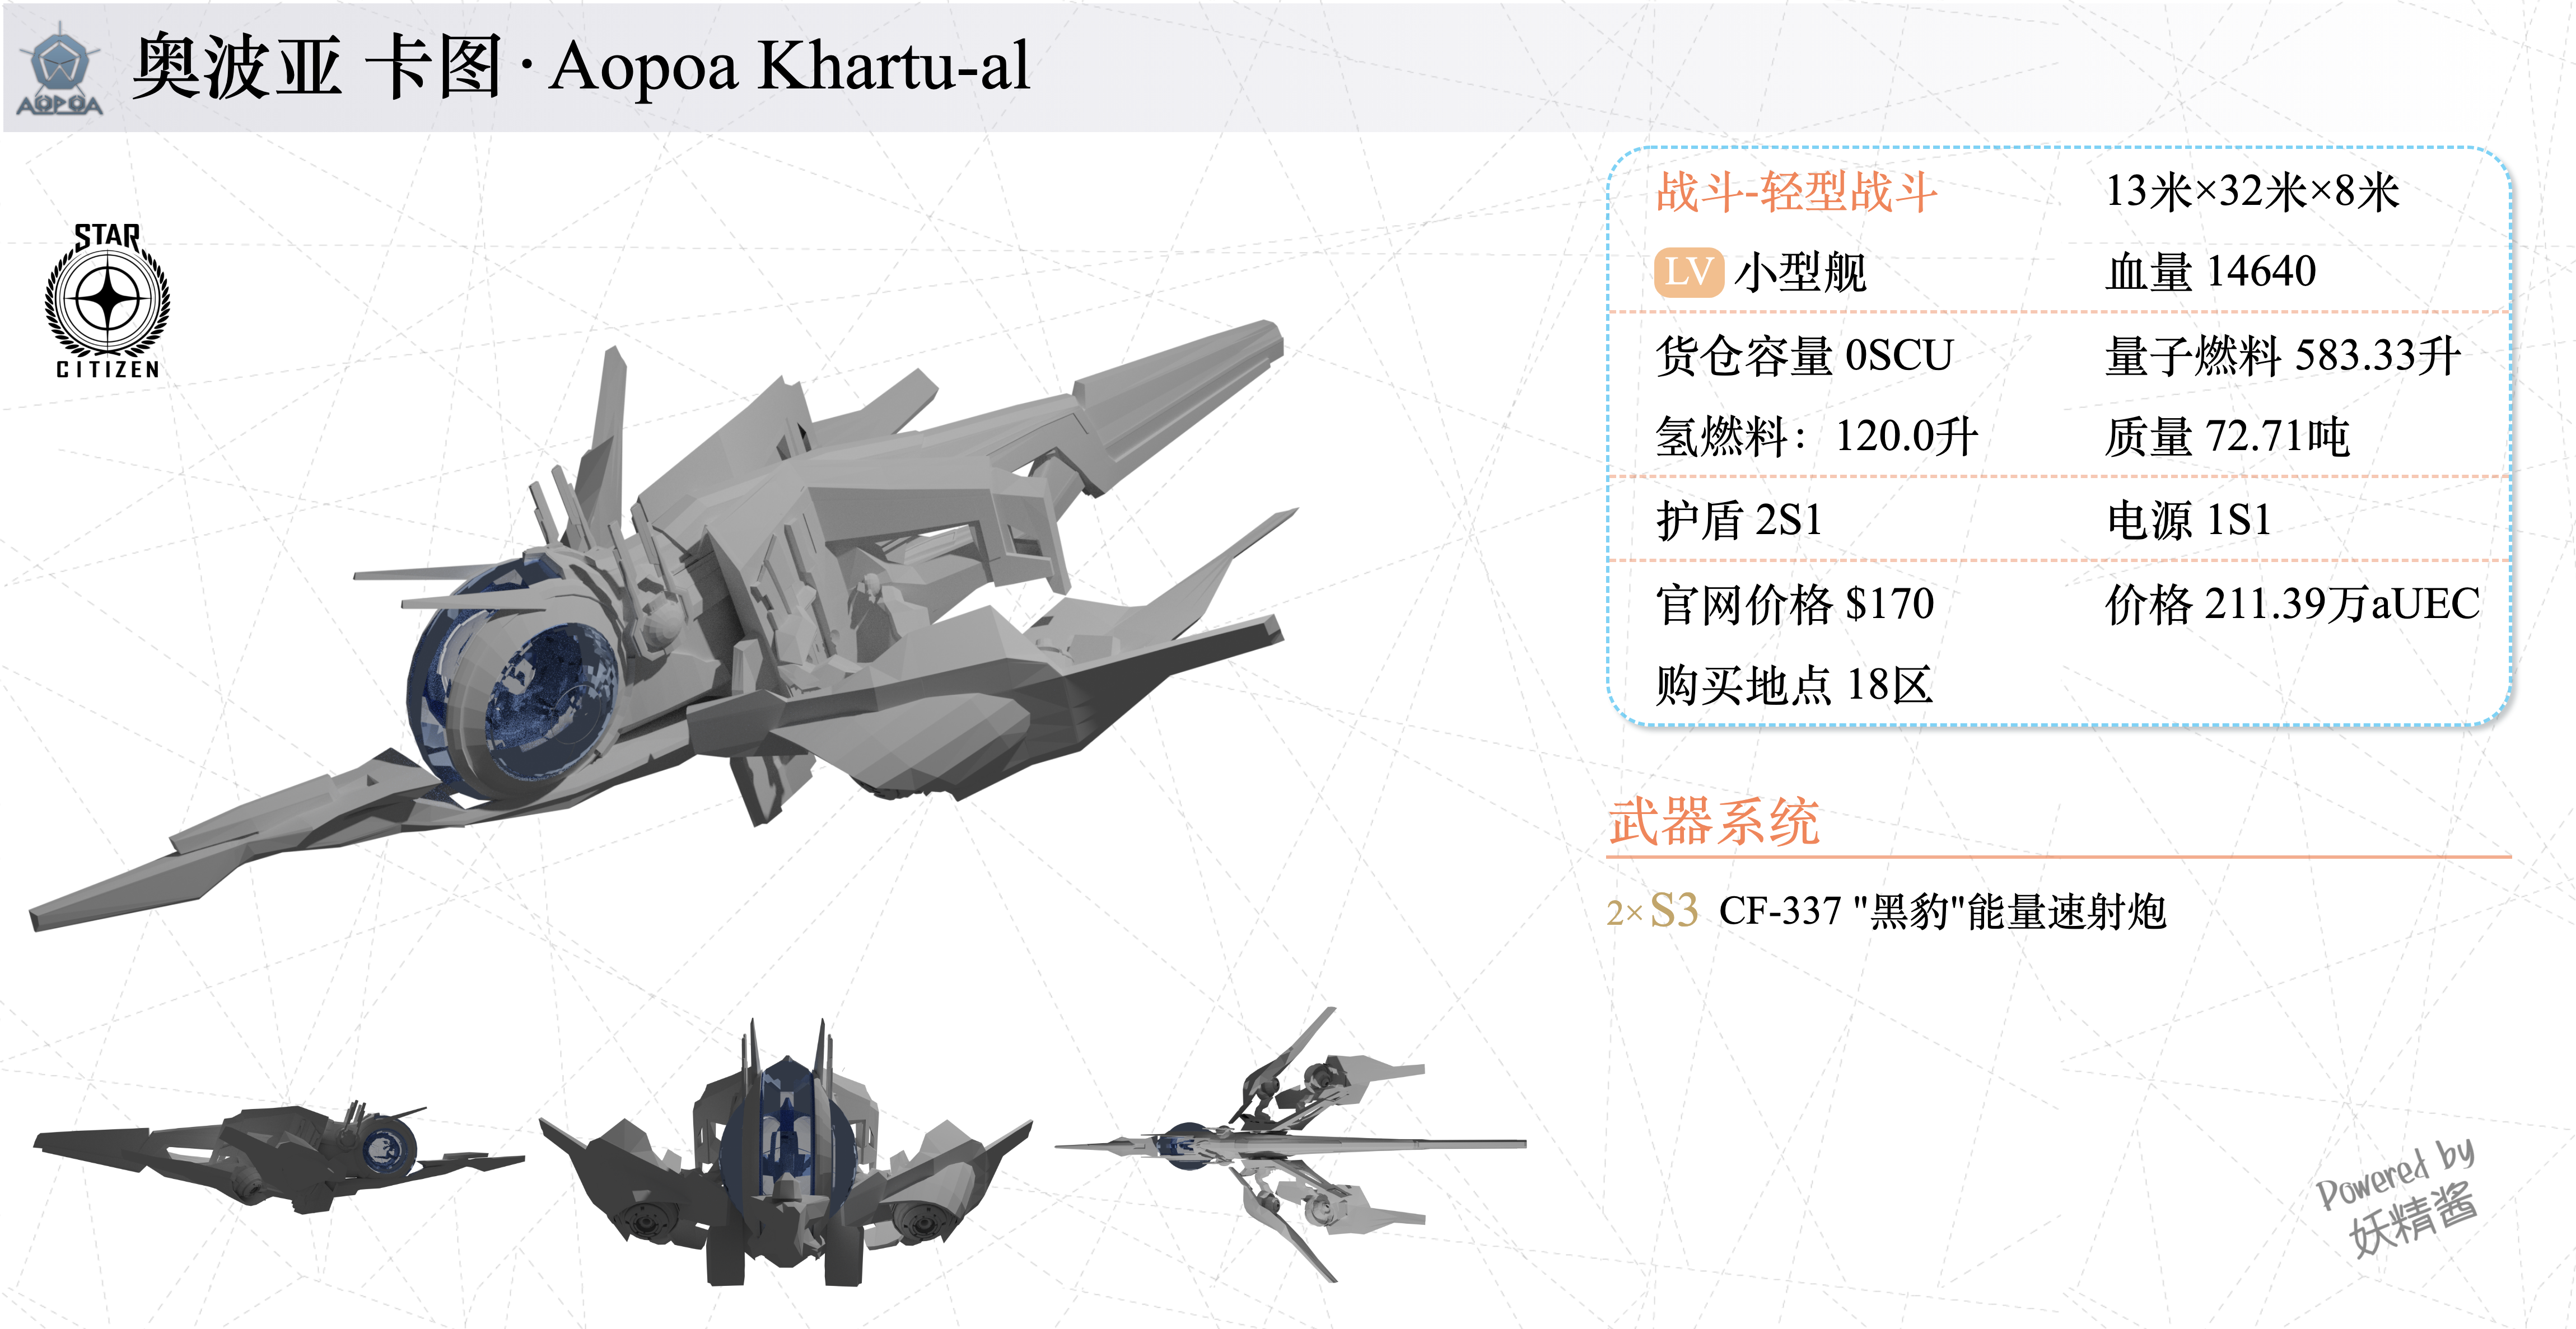 奥波亚 卡图·Aopoa Khartu-al
AOPOA
STAR
CITIZEN
战斗-轻型战斗 13米×32米×8米
LV 小型舰 血量 14640
货仓容量 0SCU 量子燃料 583.33升
氢燃料：120.0升 质量 72.71吨
护盾 2S1 电源 1S1
官网价格 $170 价格 211.39万aUEC
购买地点 18区
武器系统
2× S3 CF-337 "黑豹"能量速射炮
Powered by
妖精酱